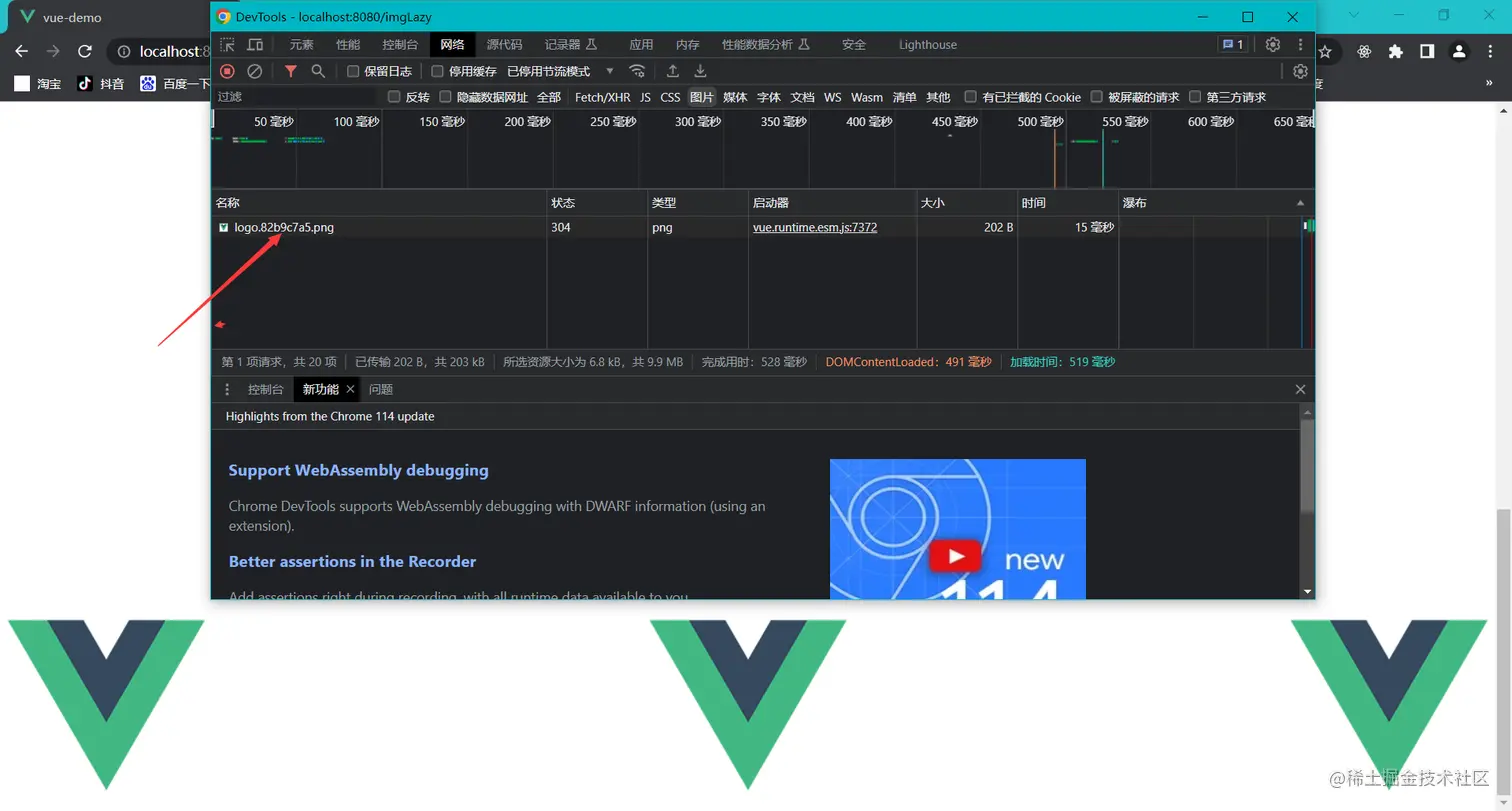 vue-demo
DevTools - localhost:8080/imgLazy
localhost:8
元素 性能 控制台 网络 源代码 记录器 应用 内存 性能数据分析 安全 Lighthouse 1
保留日志 停用缓存 已停用节流模式
淘宝 抖音 百度一下
过滤 反转 隐藏数据网址 全部 Fetch/XHR JS CSS 图片 媒体 字体 文档 WS Wasm 清单 其他 有已拦截的 Cookie 被屏蔽的请求 第三方请求
50 毫秒 100 毫秒 150 毫秒 200 毫秒 250 毫秒 300 毫秒 350 毫秒 400 毫秒 450 毫秒 500 毫秒 550 毫秒 600 毫秒 650 毫
名称 状态 类型 启动器 大小 时间 瀑布
logo.82b9c7a5.png 304 png vue.runtime.esm.js:7372 202 B 15 毫秒
第 1 项请求，共 20 项 已传输 202 B，共 203 kB 所选资源大小为 6.8 kB，共 9.9 MB 完成用时：528 毫秒 DOMContentLoaded：491 毫秒 加载时间：519 毫秒
控制台 新功能 问题
Highlights from the Chrome 114 update
Support WebAssembly debugging
Chrome DevTools supports WebAssembly debugging with DWARF information (using an
extension).
Better assertions in the Recorder
Add assertions right during recording, with all runtime data available to you.
new
114
@稀土掘金技术社区